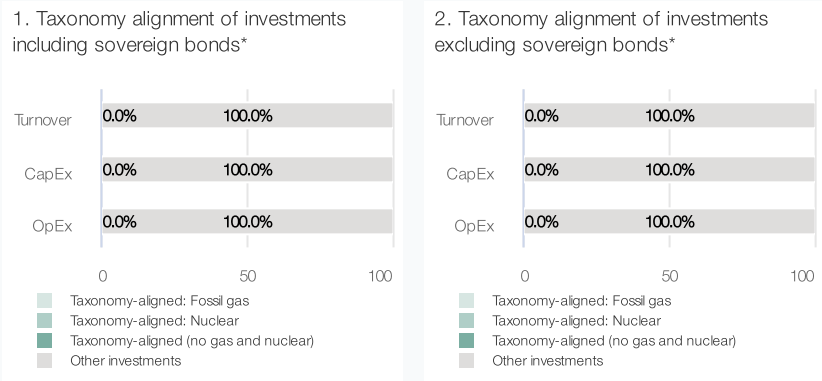 1. Taxonomy alignment of investments
including sovereign bonds*
Turnover 0.0% 100.0%
CapEx 0.0% 100.0%
OpEx 0.0% 100.0%
0 50 100
Taxonomy-aligned: Fossil gas
Taxonomy-aligned: Nuclear
Taxonomy-aligned (no gas and nuclear)
Other investments
2. Taxonomy alignment of investments
excluding sovereign bonds*
Turnover 0.0% 100.0%
CapEx 0.0% 100.0%
OpEx 0.0% 100.0%
0 50 100
Taxonomy-aligned: Fossil gas
Taxonomy-aligned: Nuclear
Taxonomy-aligned (no gas and nuclear)
Other investments